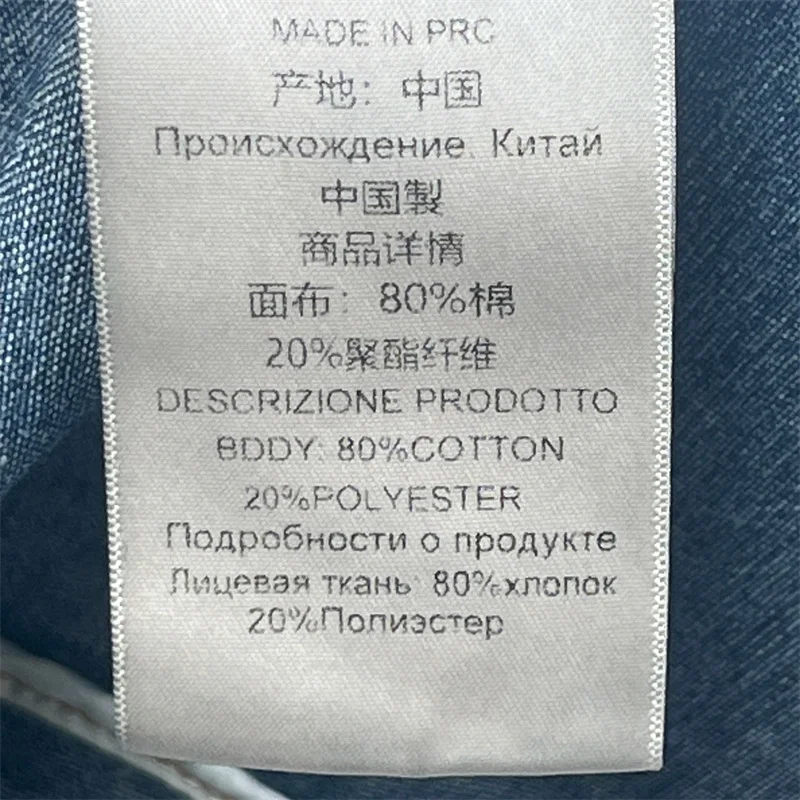 MADE IN PRC
产地：中国
Происхождение. Китай
中国製
商品详情
面布：80%棉
20%聚酯纤维
DESCRIZIONE PRODOTTO
BDDY: 80%COTTON
20%POLYESTER
Подробности о продукте
Лицевая ткань: 80%хлопок
20%Полиэстер